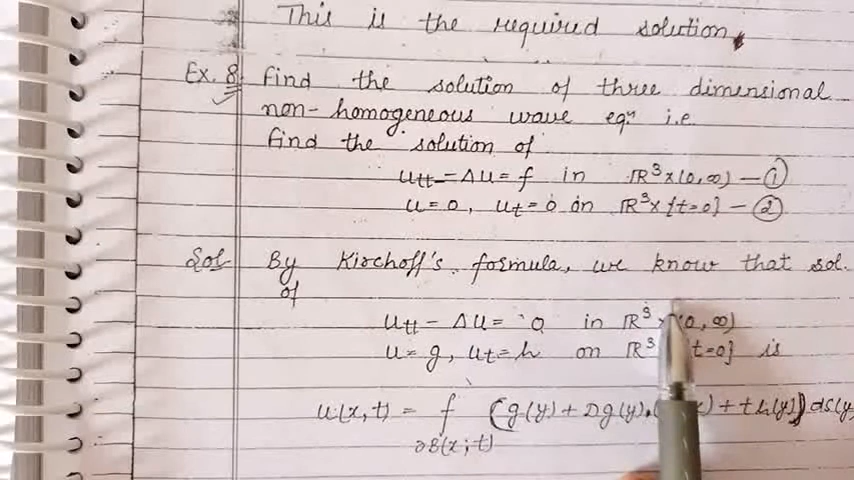 This is the required solution.
Ex. 8 Find the solution of three dimensional
non-homogeneous wave eqn i.e
find the solution of
utt - Δu = f in ℝ³×(0,∞) - ①
u=0, ut=0 on ℝ³×{t=0} - ②
Sol By Kirchoff's formula, we know that sol.
of
utt - Δu = 0 in ℝ³×(0,∞)
u=g, ut=h on ℝ³ t=0} is
u(x,t) = f (g(y) + Dg(y). ) + t h(y)) ds(y
∂B(x;t)